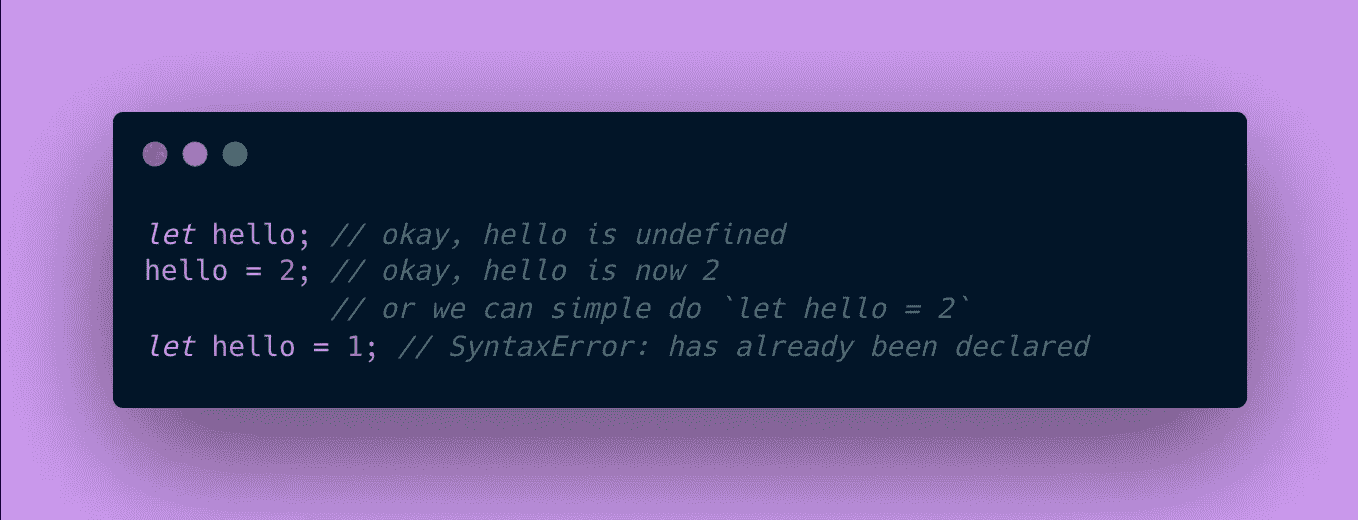 let hello; // okay, hello is undefined
hello = 2; // okay, hello is now 2
// or we can simple do `let hello = 2`
let hello = 1; // SyntaxError: has already been declared